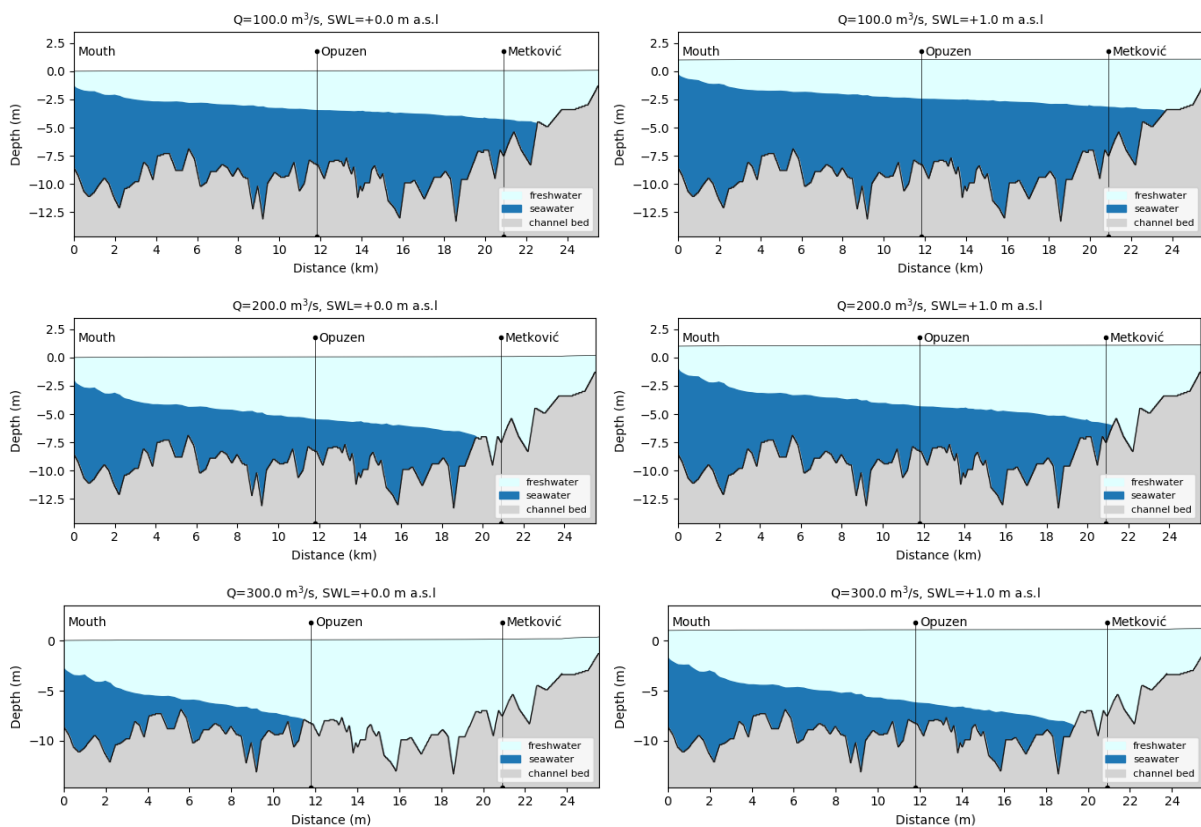 Q=100.0 m³/s, SWL=+0.0 m a.s.l
Mouth
Opuzen
Metković
2.5
0.0
−2.5
−5.0
−7.5
−10.0
−12.5
Depth (m)
freshwater
seawater
channel bed
0 2 4 6 8 10 12 14 16 18 20 22 24
Distance (km)
Q=100.0 m³/s, SWL=+1.0 m a.s.l
Mouth
Opuzen
Metković
2.5
0.0
−2.5
−5.0
−7.5
−10.0
−12.5
Depth (m)
freshwater
seawater
channel bed
0 2 4 6 8 10 12 14 16 18 20 22 24
Distance (km)
Q=200.0 m³/s, SWL=+0.0 m a.s.l
Mouth
Opuzen
Metković
2.5
0.0
−2.5
−5.0
−7.5
−10.0
−12.5
Depth (m)
freshwater
seawater
channel bed
0 2 4 6 8 10 12 14 16 18 20 22 24
Distance (km)
Q=200.0 m³/s, SWL=+1.0 m a.s.l
Mouth
Opuzen
Metković
2.5
0.0
−2.5
−5.0
−7.5
−10.0
−12.5
Depth (m)
freshwater
seawater
channel bed
0 2 4 6 8 10 12 14 16 18 20 22 24
Distance (km)
Q=300.0 m³/s, SWL=+0.0 m a.s.l
Mouth
Opuzen
Metković
0
−5
−10
Depth (m)
freshwater
seawater
channel bed
0 2 4 6 8 10 12 14 16 18 20 22 24
Distance (m)
Q=300.0 m³/s, SWL=+1.0 m a.s.l
Mouth
Opuzen
Metković
0
−5
−10
Depth (m)
freshwater
seawater
channel bed
0 2 4 6 8 10 12 14 16 18 20 22 24
Distance (m)